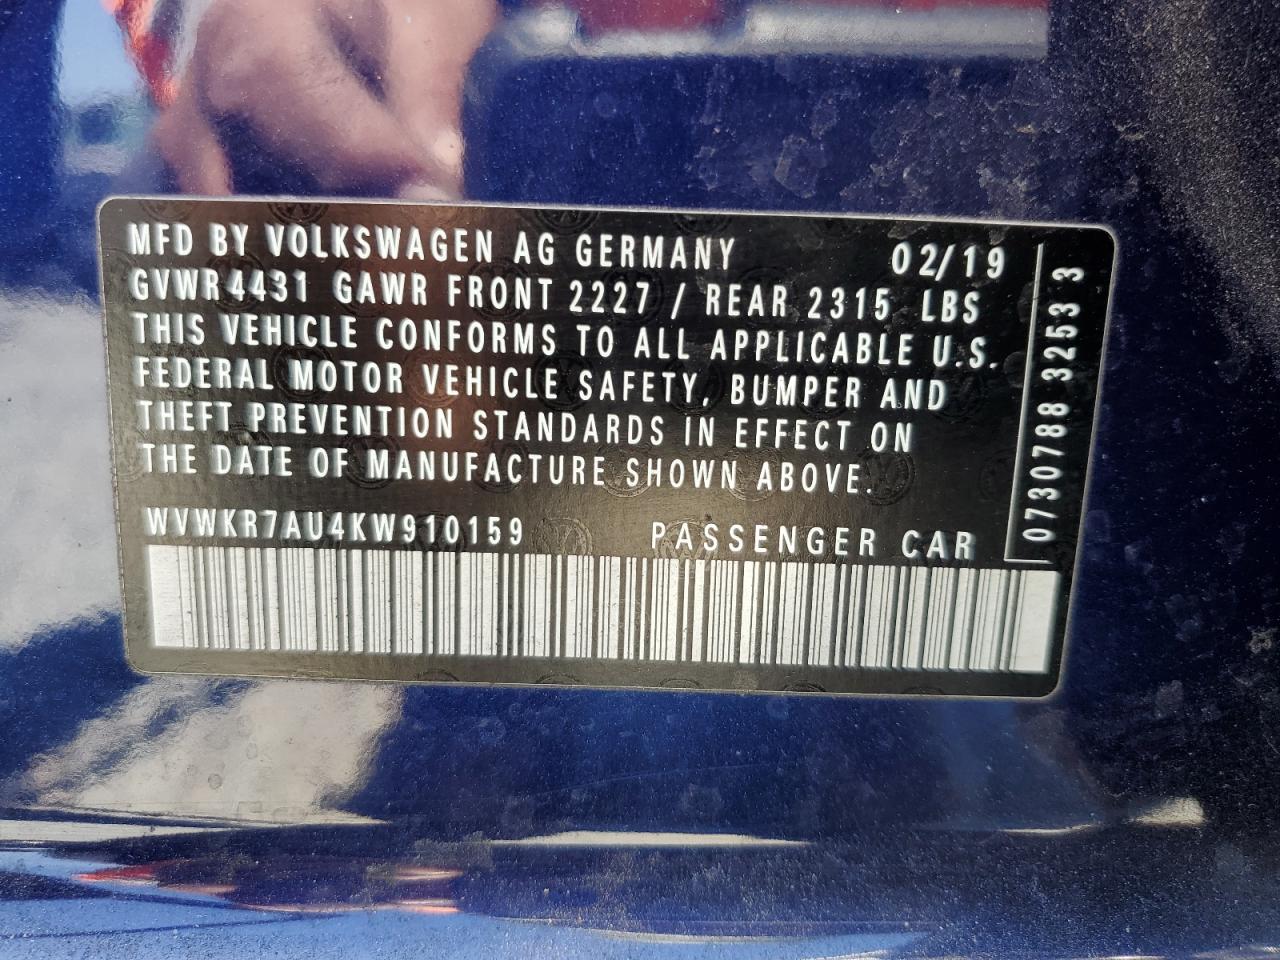 MFD BY VOLKSWAGEN AG GERMANY 02/19
GVWR 4431 GAWR FRONT 2227 / REAR 2315 LBS
THIS VEHICLE CONFORMS TO ALL APPLICABLE U.S.
FEDERAL MOTOR VEHICLE SAFETY, BUMPER AND
THEFT PREVENTION STANDARDS IN EFFECT ON
THE DATE OF MANUFACTURE SHOWN ABOVE.
WVWKR7AU4KW910159 PASSENGER CAR
0730788 3253 3